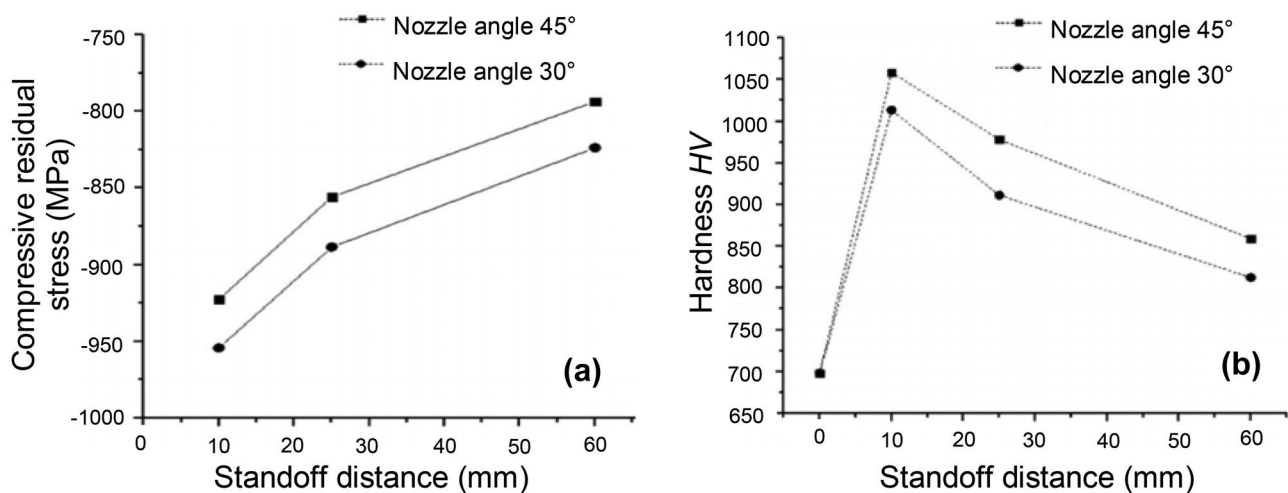 Nozzle angle 45°
Nozzle angle 30°
Compressive residual
stress (MPa)
-750
-800
-850
-900
-950
-1000
0 10 20 30 40 50 60
Standoff distance (mm)
(a)
Nozzle angle 45°
Nozzle angle 30°
Hardness HV
1100
1050
1000
950
900
850
800
750
700
650
0 10 20 30 40 50 60
Standoff distance (mm)
(b)